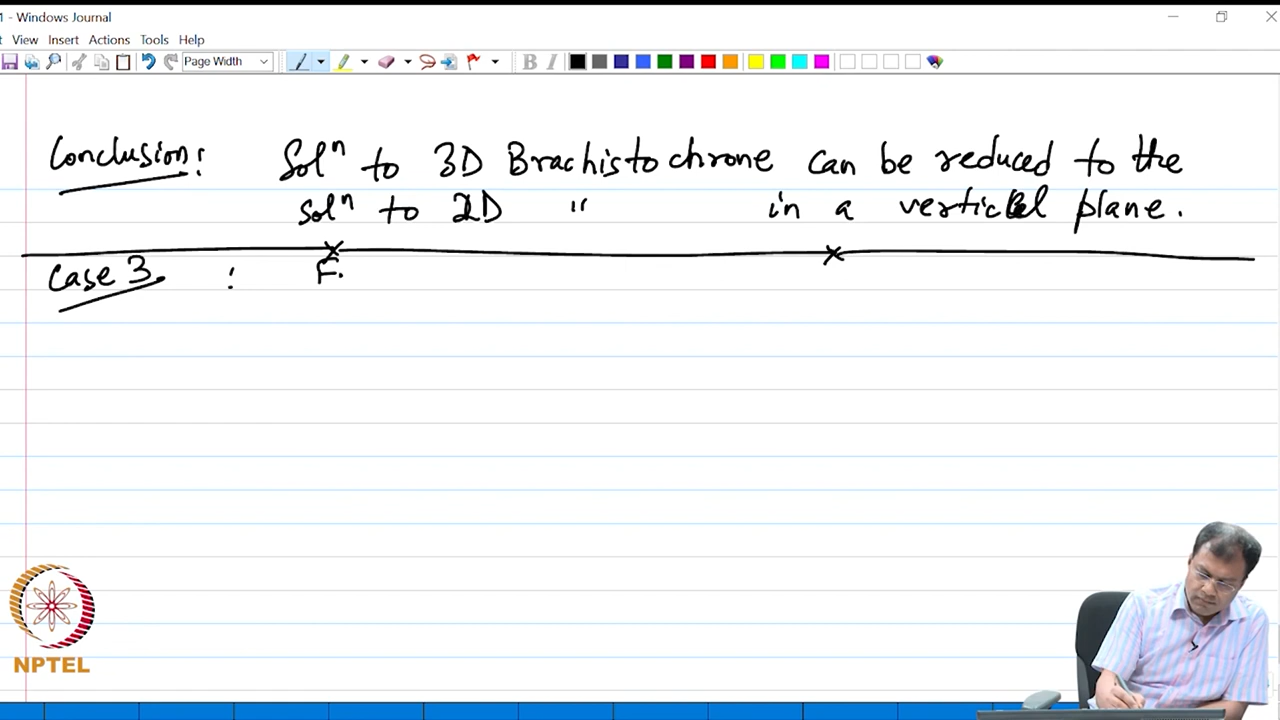 1 - Windows Journal
t View Insert Actions Tools Help
Page Width
B I
Conclusion: Solⁿ to 3D Brachistochrone can be reduced to the
solⁿ to 2D " in a vertical plane.
Case 3. : F.
NPTEL